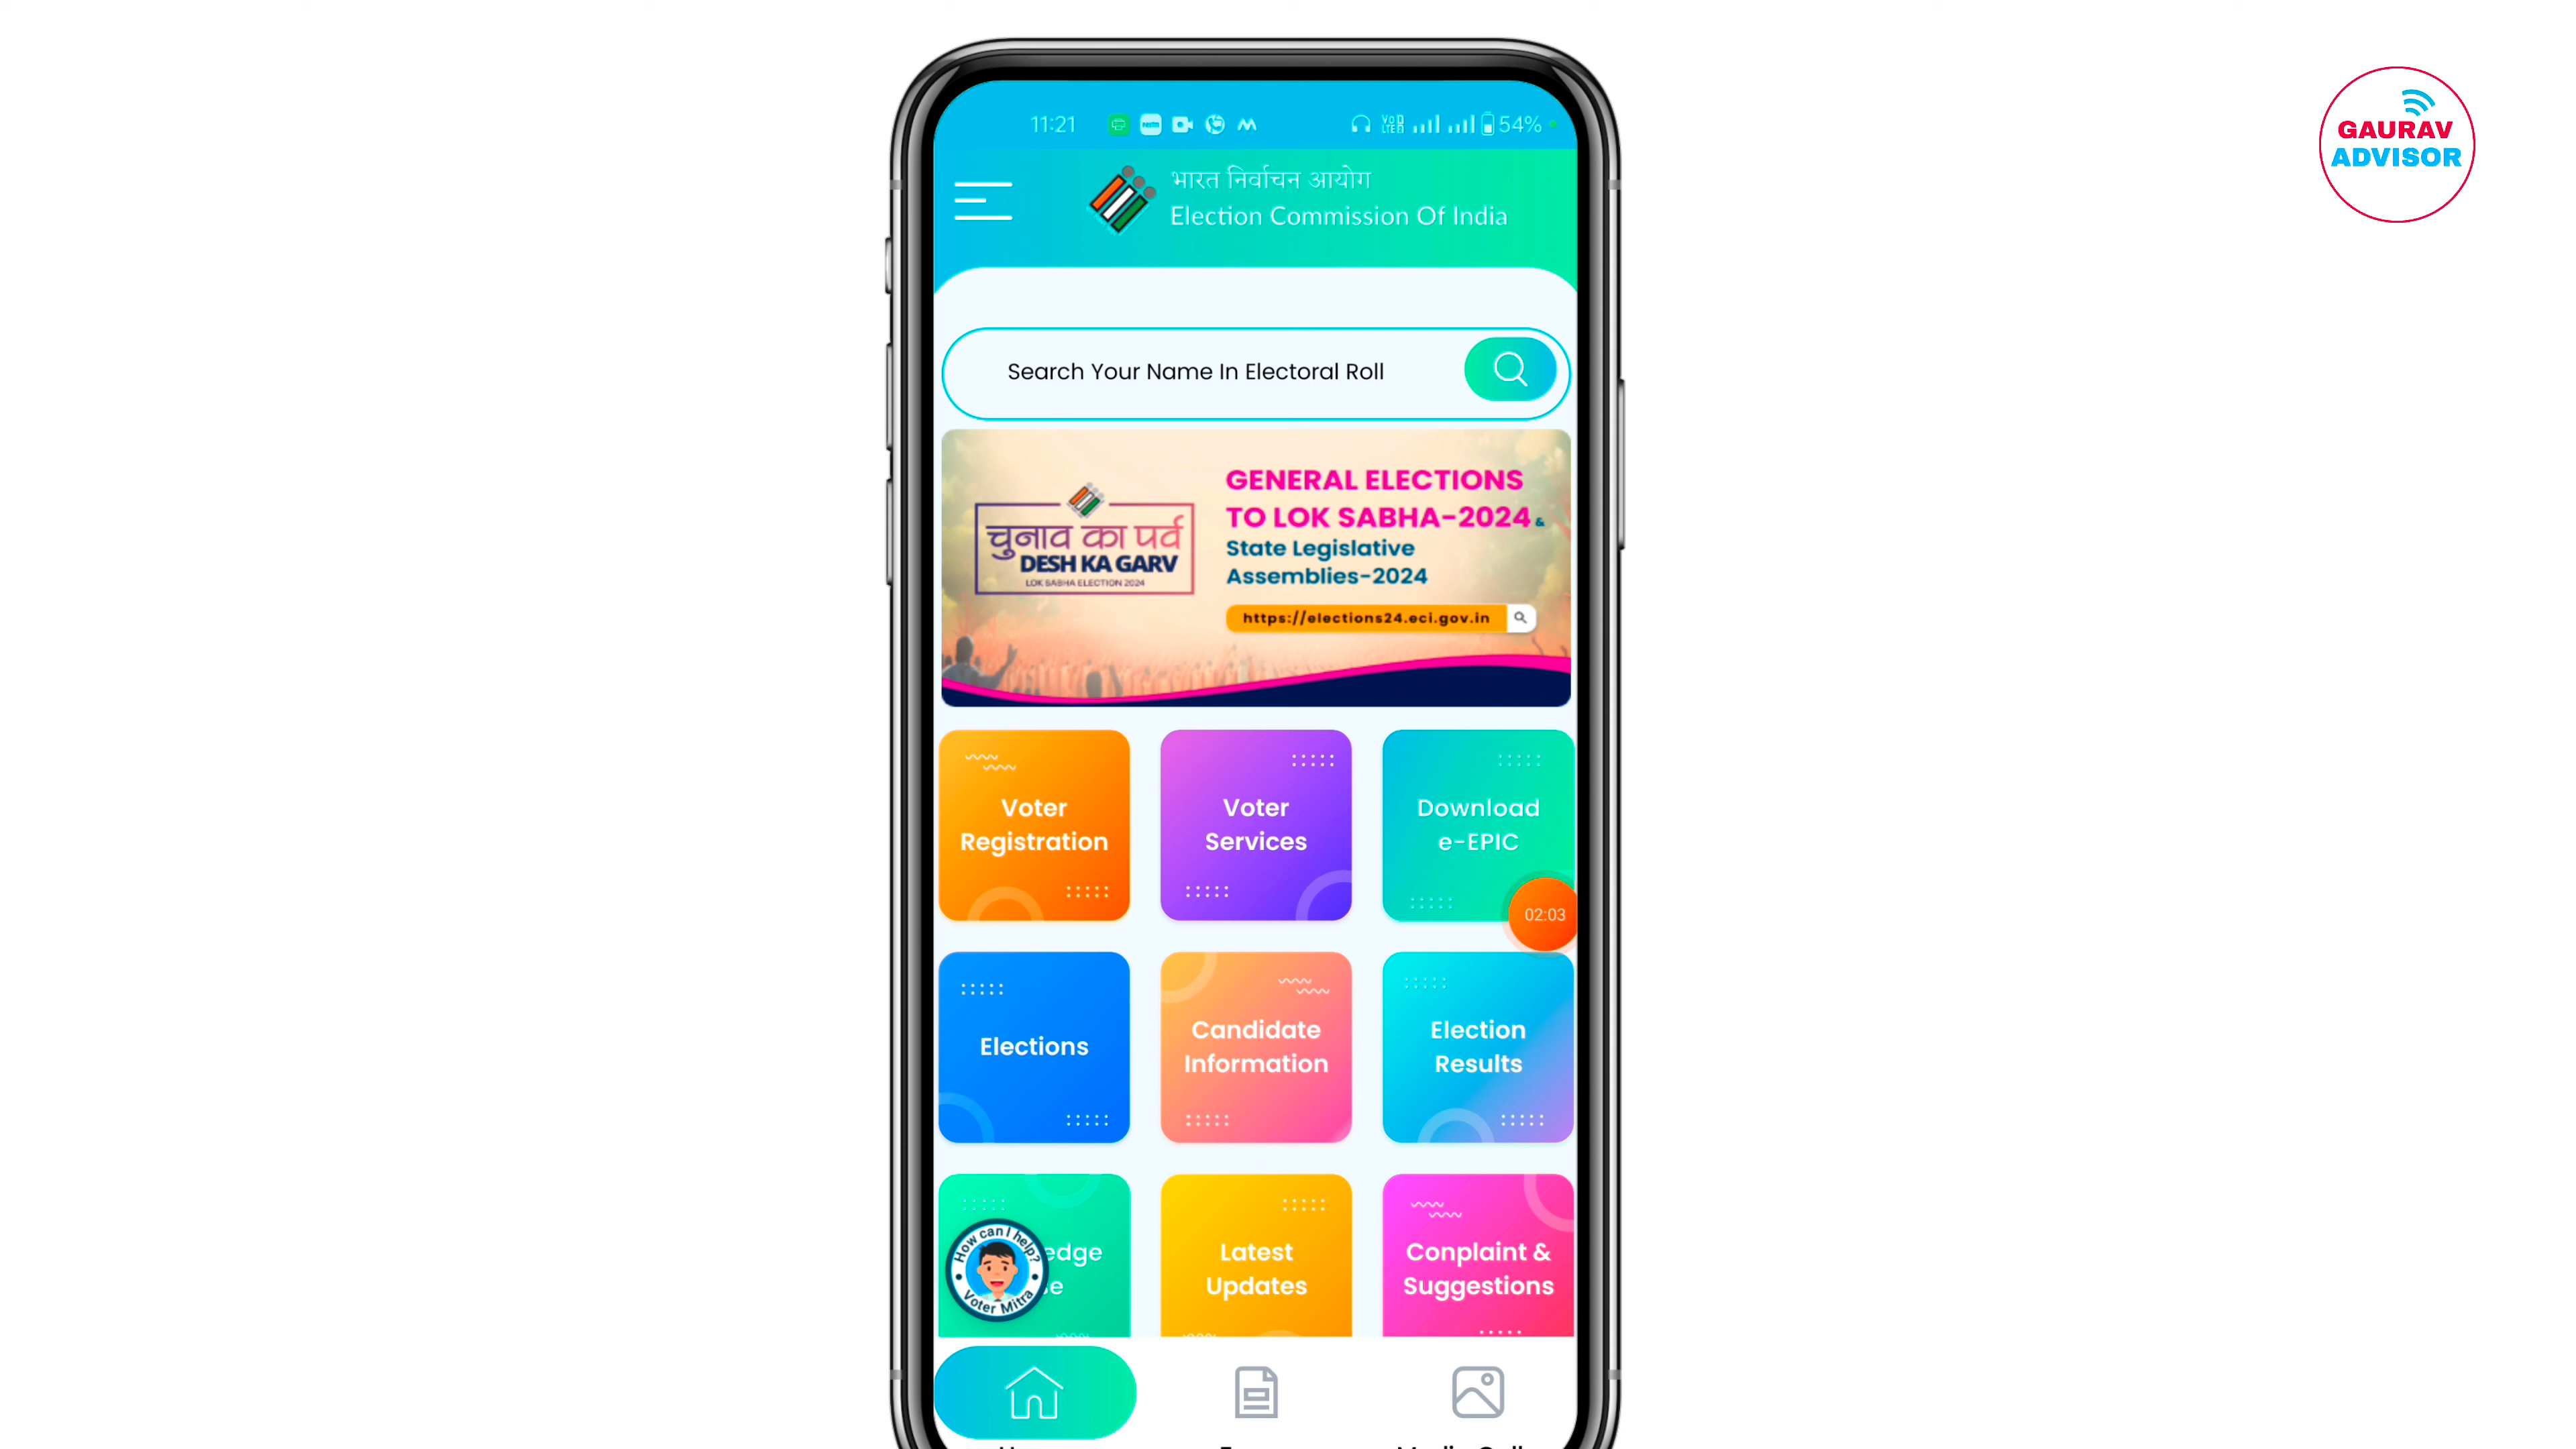 11:21
54%
GAURAV
ADVISOR
भारत निर्वाचन आयोग
Election Commission Of India
Search Your Name In Electoral Roll
GENERAL ELECTIONS
TO LOK SABHA-2024 &
State Legislative
Assemblies-2024
https://elections24.eci.gov.in
चुनाव का पर्व
DESH KA GARV
LOK SABHA ELECTION 2024
Voter
Registration
Voter
Services
Download
e-EPIC
02:03
Elections
Candidate
Information
Election
Results
How can I help?
Voter Mitra
Latest
Updates
Conplaint &
Suggestions